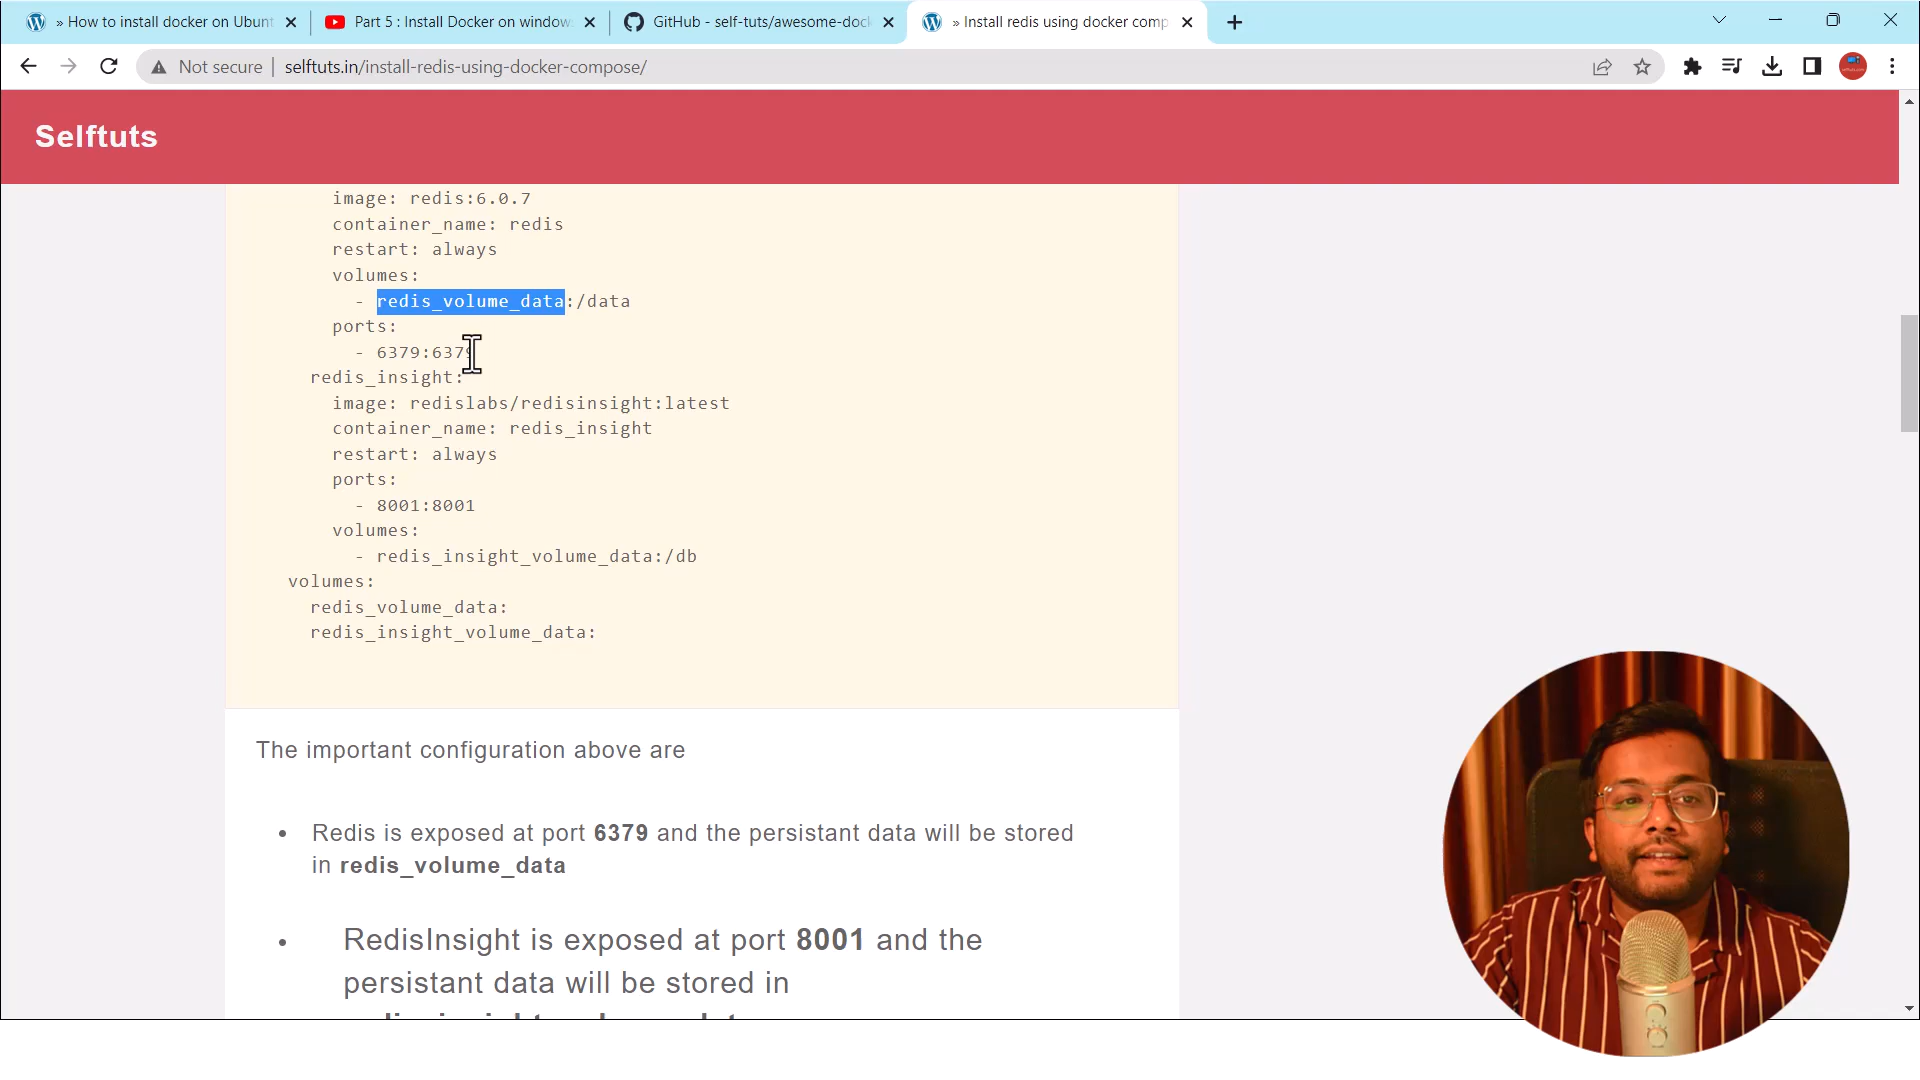 » How to install docker on Ubunt
Part 5 : Install Docker on window
GitHub - self-tuts/awesome-dock
» Install redis using docker comp
Not secure
selftuts.in/install-redis-using-docker-compose/
Selftuts
image: redis:6.0.7
container_name: redis
restart: always
volumes:
- redis_volume_data:/data
ports:
- 6379:6379
redis_insight:
image: redislabs/redisinsight:latest
container_name: redis_insight
restart: always
ports:
- 8001:8001
volumes:
- redis_insight_volume_data:/db
volumes:
redis_volume_data:
redis_insight_volume_data:
The important configuration above are
• Redis is exposed at port 6379 and the persistant data will be stored
in redis_volume_data
• RedisInsight is exposed at port 8001 and the
persistant data will be stored in